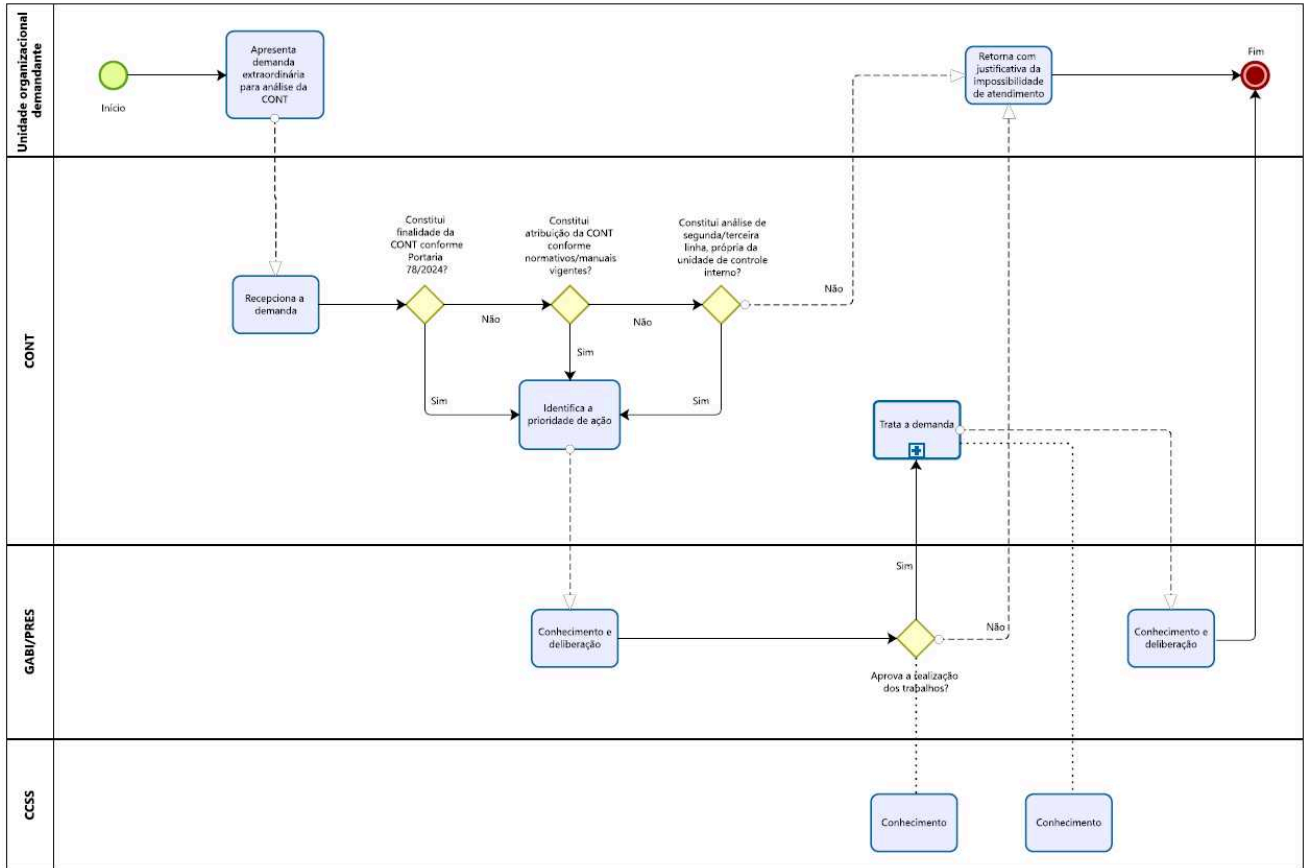 Unidade organizacional
demandante
Início
Apresenta
demanda
extraordinária
para análise da
CONT
Retorna com
justificativa da
impossibilidade
de atendimento
Fim
CONT
Recepciona a
demanda
Constitui
finalidade da
CONT conforme
Portaria
78/2024?
Não
Sim
Constitui
atribuição da CONT
conforme
normativos/manuais
vigentes?
Não
Sim
Constitui análise de
segunda/terceira
linha, própria da
unidade de controle
interno?
Não
Sim
Identifica a
prioridade de ação
Trata a demanda
GABI/PRES
Conhecimento e
deliberação
Sim
Não
Aprova a realização
dos trabalhos?
Conhecimento e
deliberação
CCSS
Conhecimento
Conhecimento